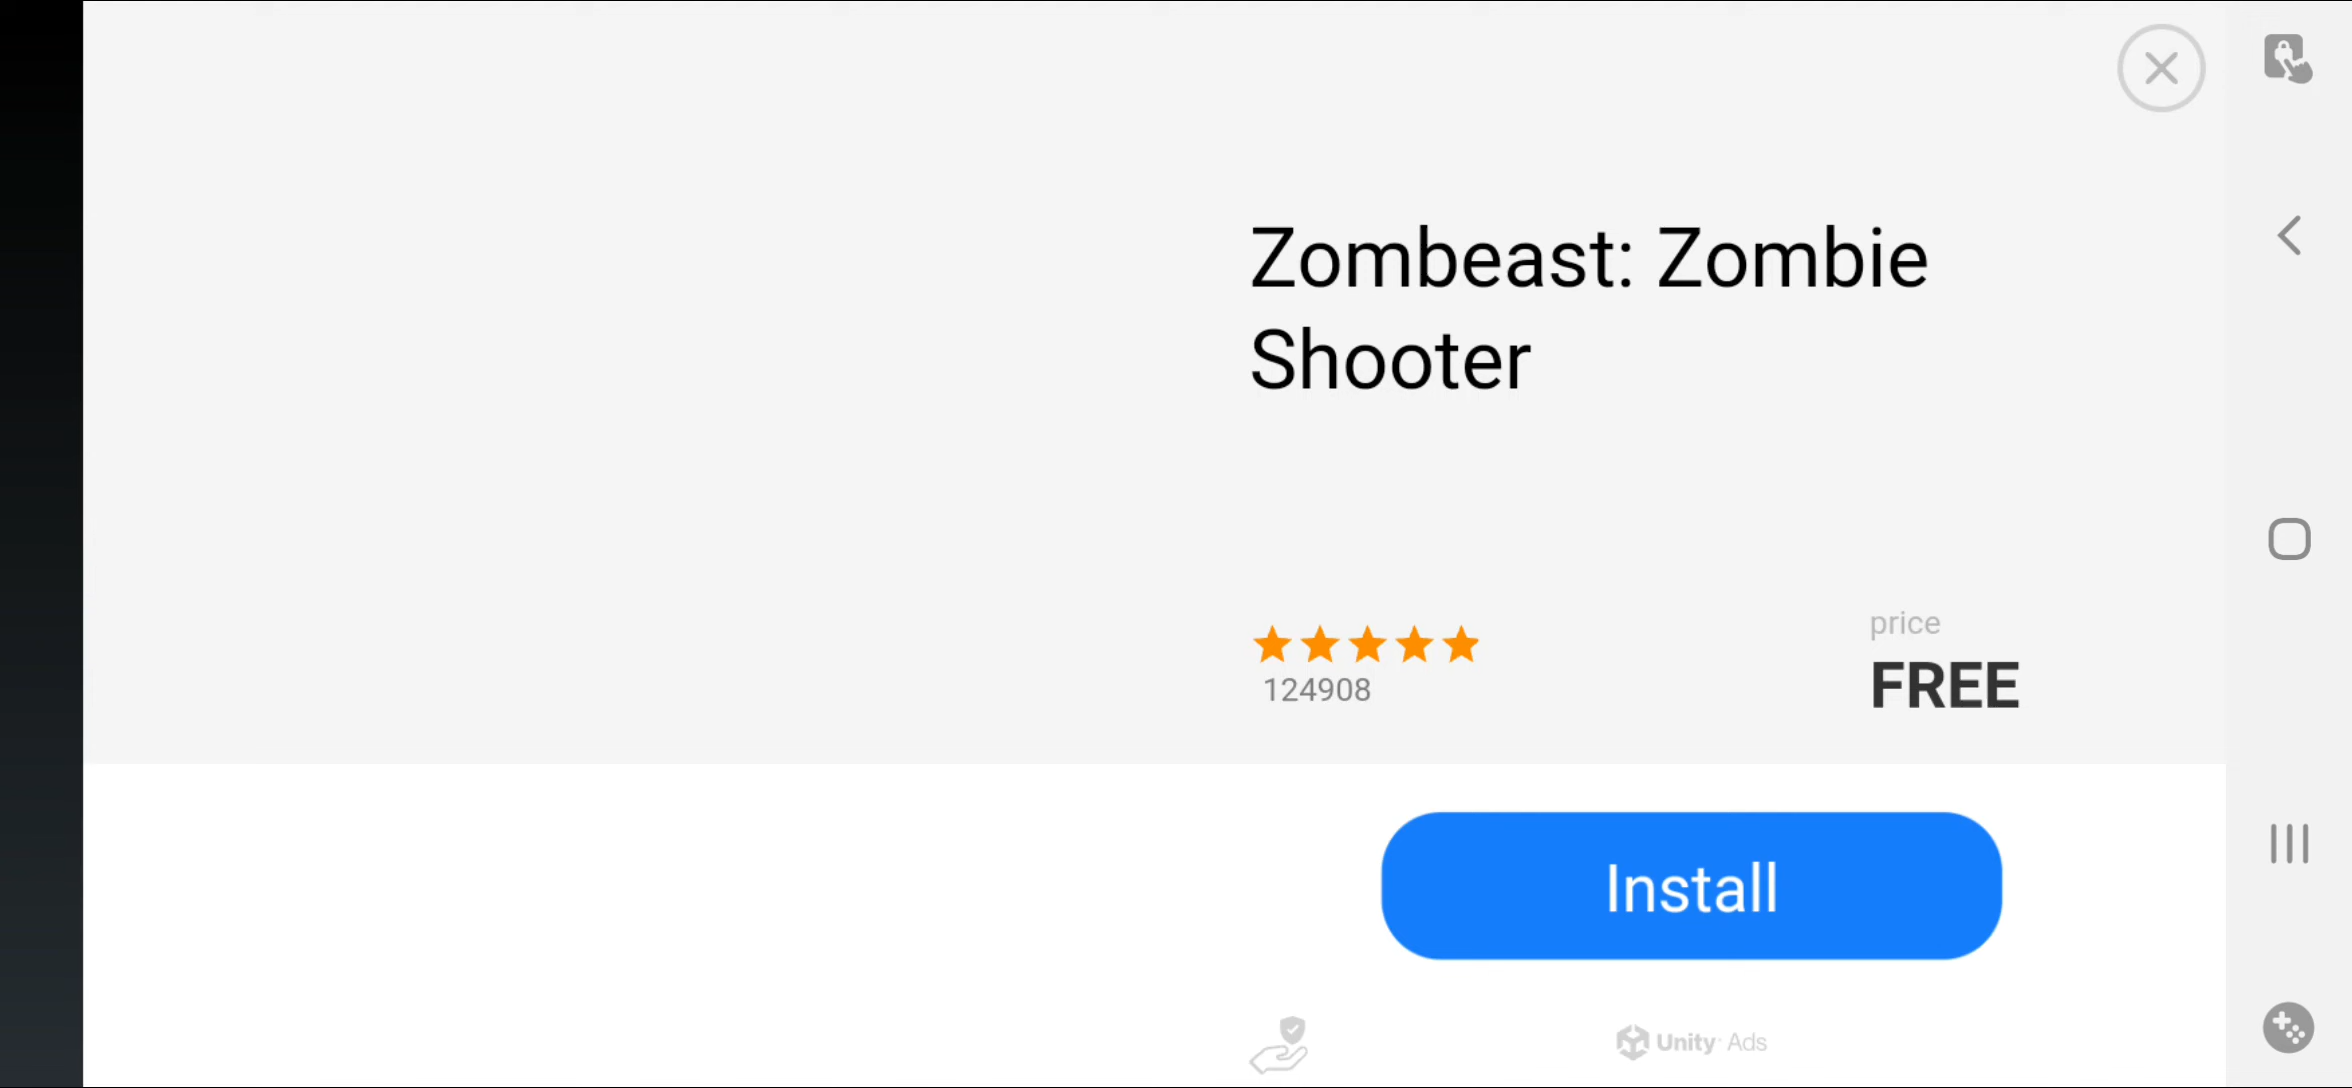 Zombeast: Zombie
Shooter
price
124908
FREE
Install
Unity Ads